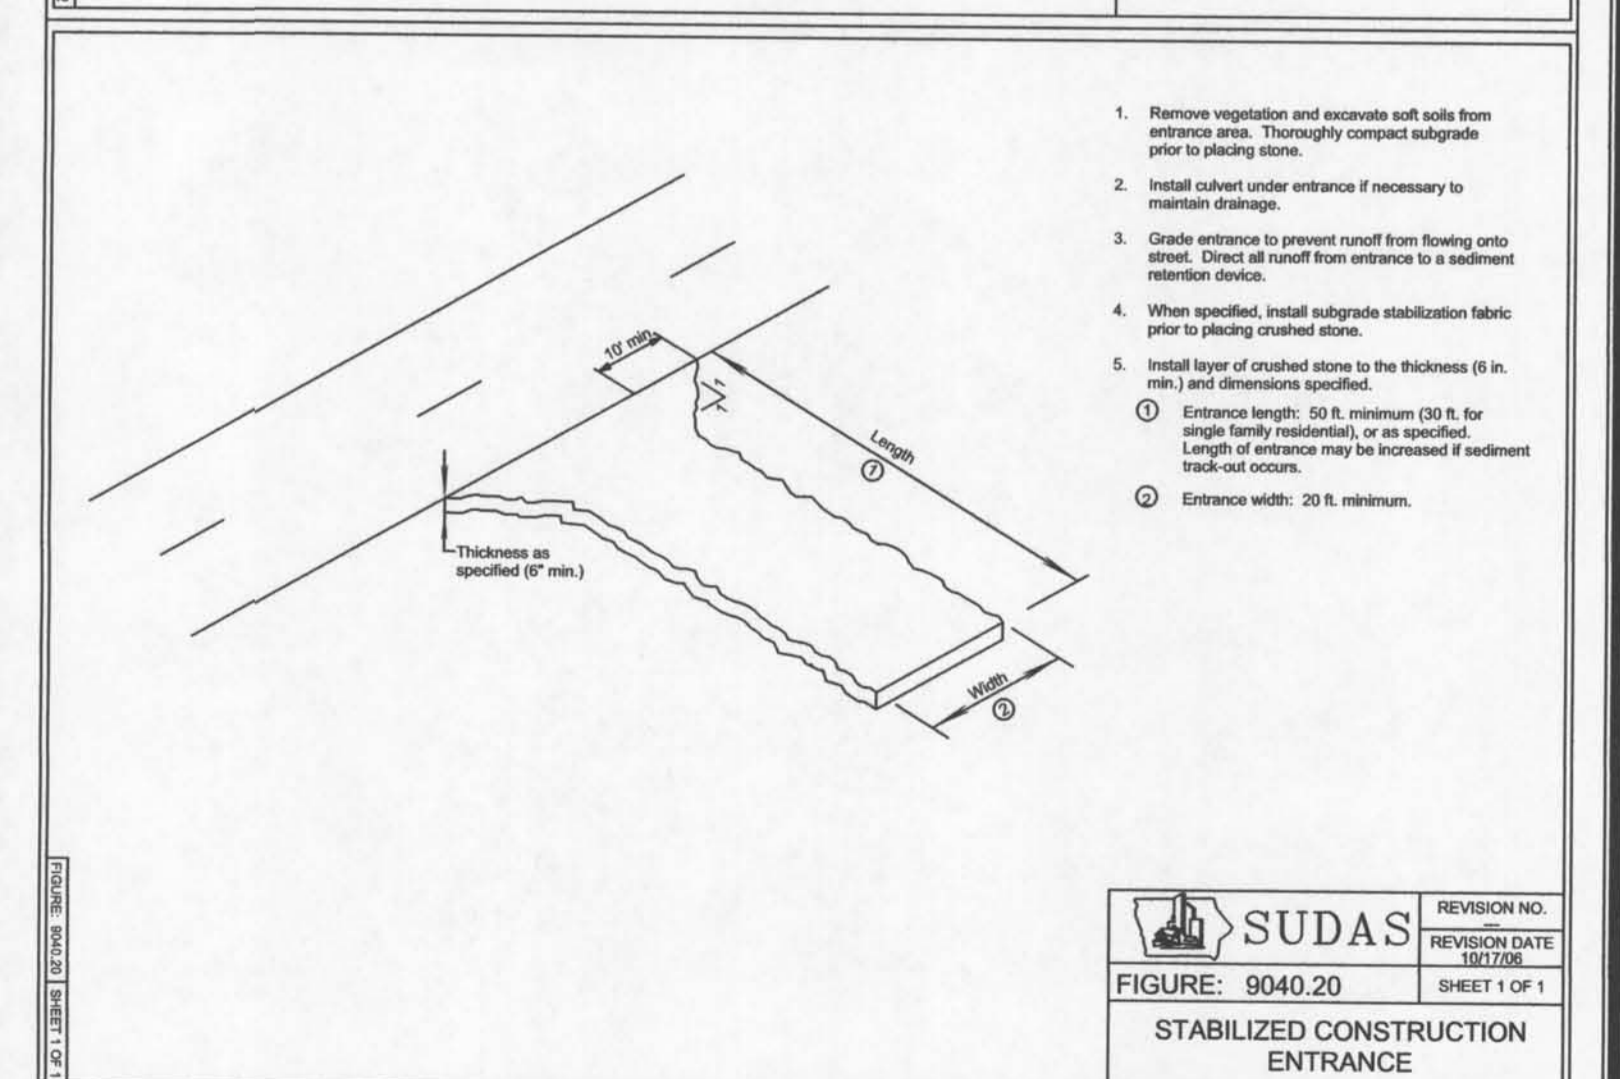 1. Remove vegetation and excavate soft soils from
entrance area. Thoroughly compact subgrade
prior to placing stone.
2. Install culvert under entrance if necessary to
maintain drainage.
3. Grade entrance to prevent runoff from flowing onto
street. Direct all runoff from entrance to a sediment
retention device.
4. When specified, install subgrade stabilization fabric
prior to placing crushed stone.
5. Install layer of crushed stone to the thickness (6 in.
min.) and dimensions specified.
1 Entrance length: 50 ft. minimum (30 ft. for
single family residential), or as specified.
Length of entrance may be increased if sediment
track-out occurs.
2 Entrance width: 20 ft. minimum.
10' min.
1
1
Length
1
Thickness as
specified (6" min.)
Width
2
FIGURE: 9040.20 SHEET 1 OF 1
SUDAS
REVISION NO.
—
REVISION DATE
10/17/06
FIGURE: 9040.20
SHEET 1 OF 1
STABILIZED CONSTRUCTION
ENTRANCE